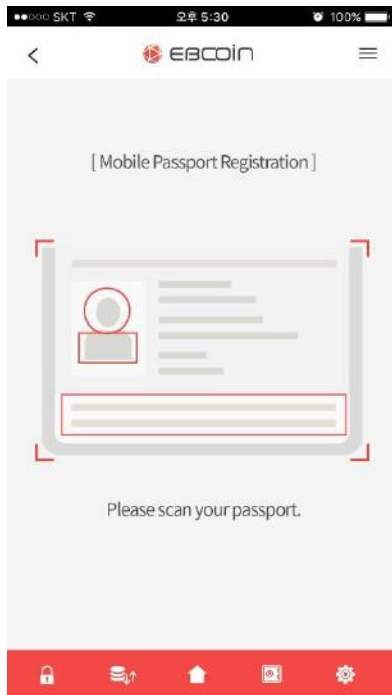 SKT 오후 5:30 100%
EBCOIN
[ Mobile Passport Registration ]
Please scan your passport.